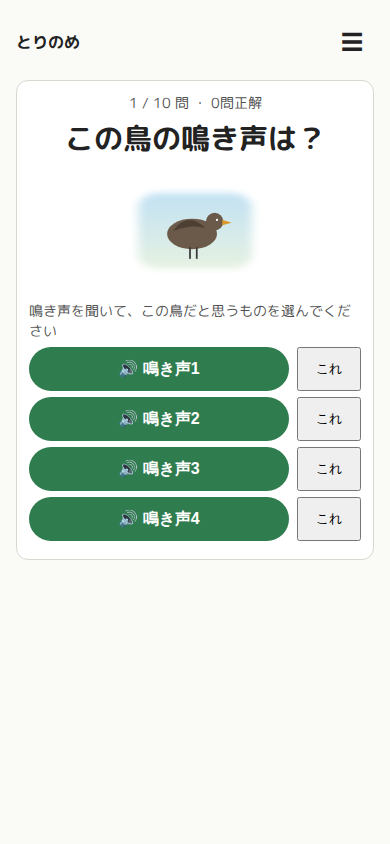 とりのめ
☰
1 / 10 問 · 0問正解
この鳥の鳴き声は？
鳴き声を聞いて、この鳥だと思うものを選んでくだ
さい
🔊 鳴き声1 これ
🔊 鳴き声2 これ
🔊 鳴き声3 これ
🔊 鳴き声4 これ